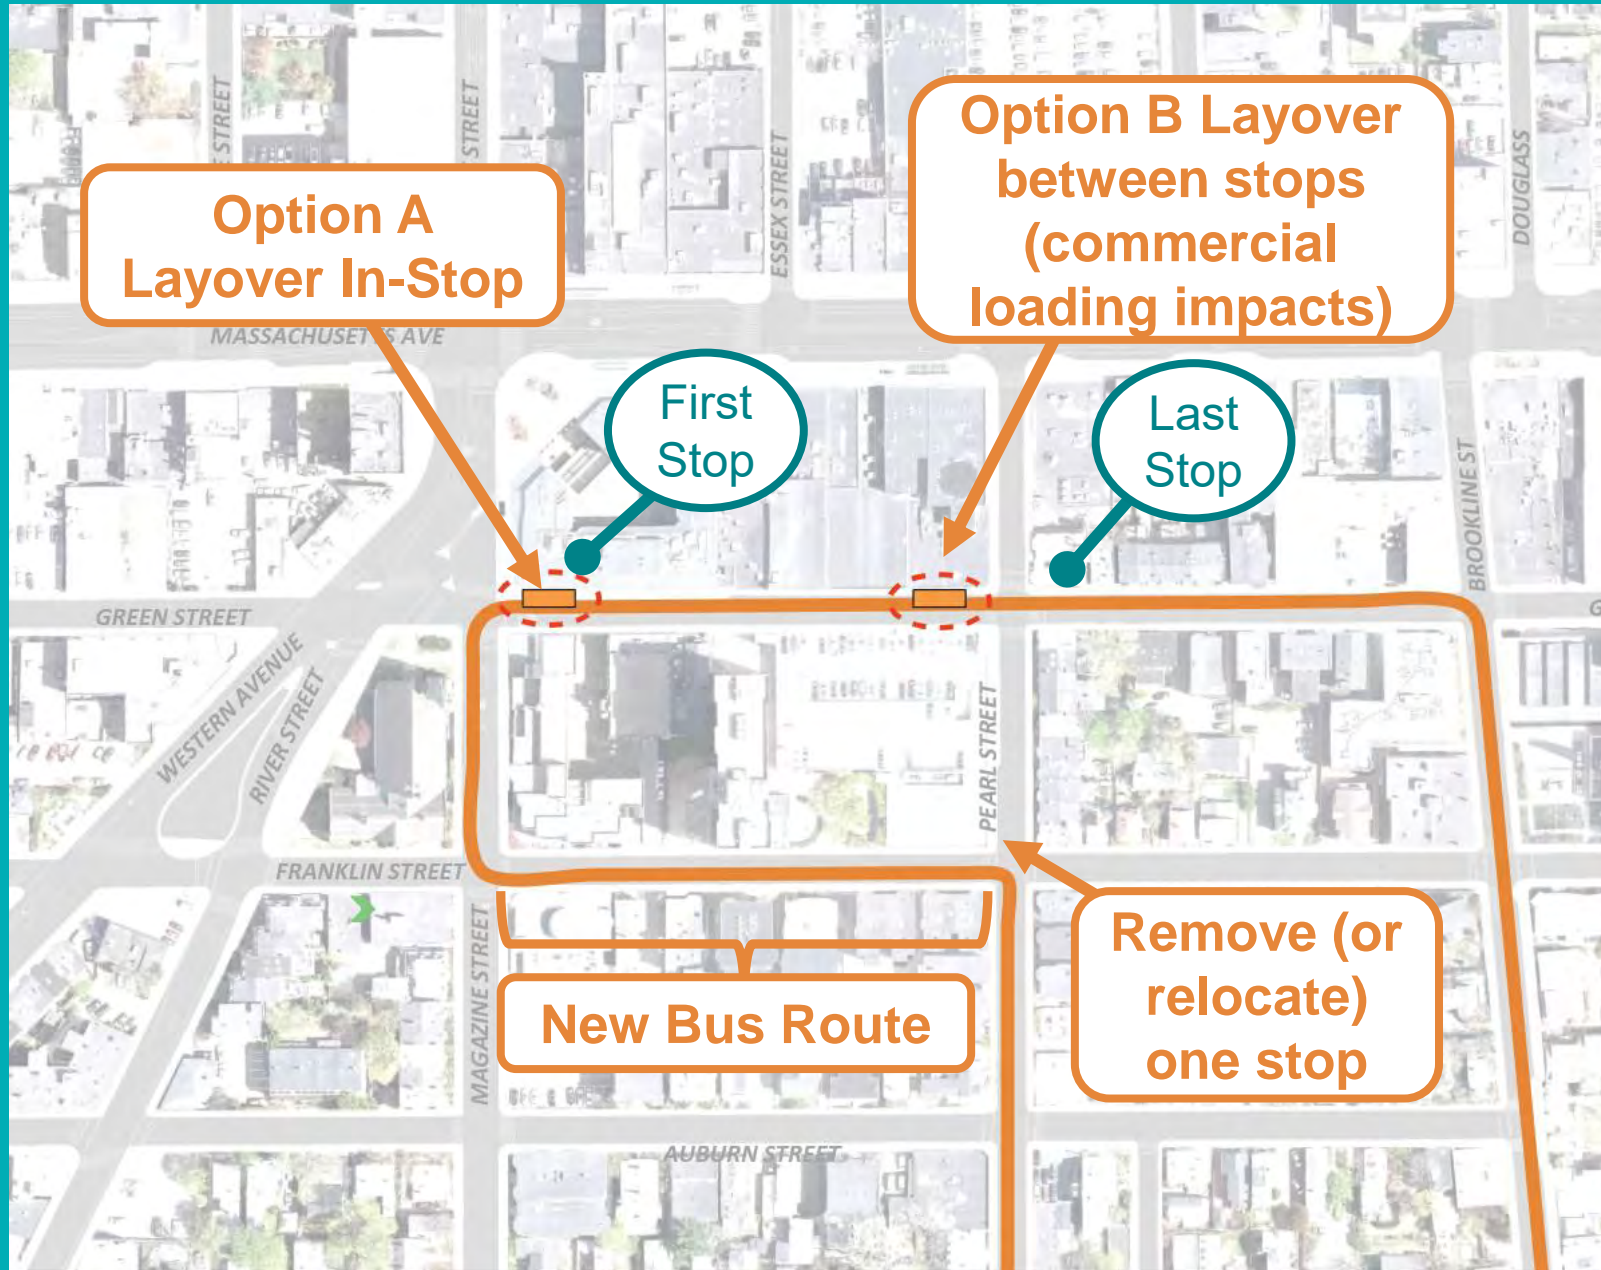 E STREET
STREET
ESSEX STREET
DOUGLASS
Option A
Layover In-Stop
Option B Layover
between stops
(commercial
loading impacts)
MASSACHUSETTS AVE
First
Stop
Last
Stop
BROOKLINE ST
GREEN STREET
G
WESTERN AVENUE
RIVER STREET
PEARL STREET
FRANKLIN STREET
MAGAZINE STREET
New Bus Route
Remove (or
relocate)
one stop
AUBURN STREET